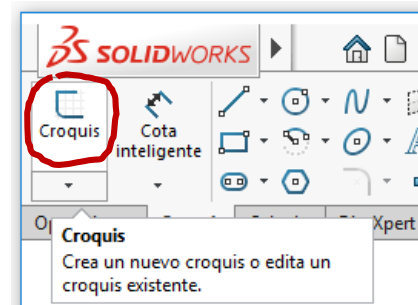 SOLIDWORKS
Croquis
Cota
inteligente
Xpert
Croquis
Crea un nuevo croquis o edita un
croquis existente.